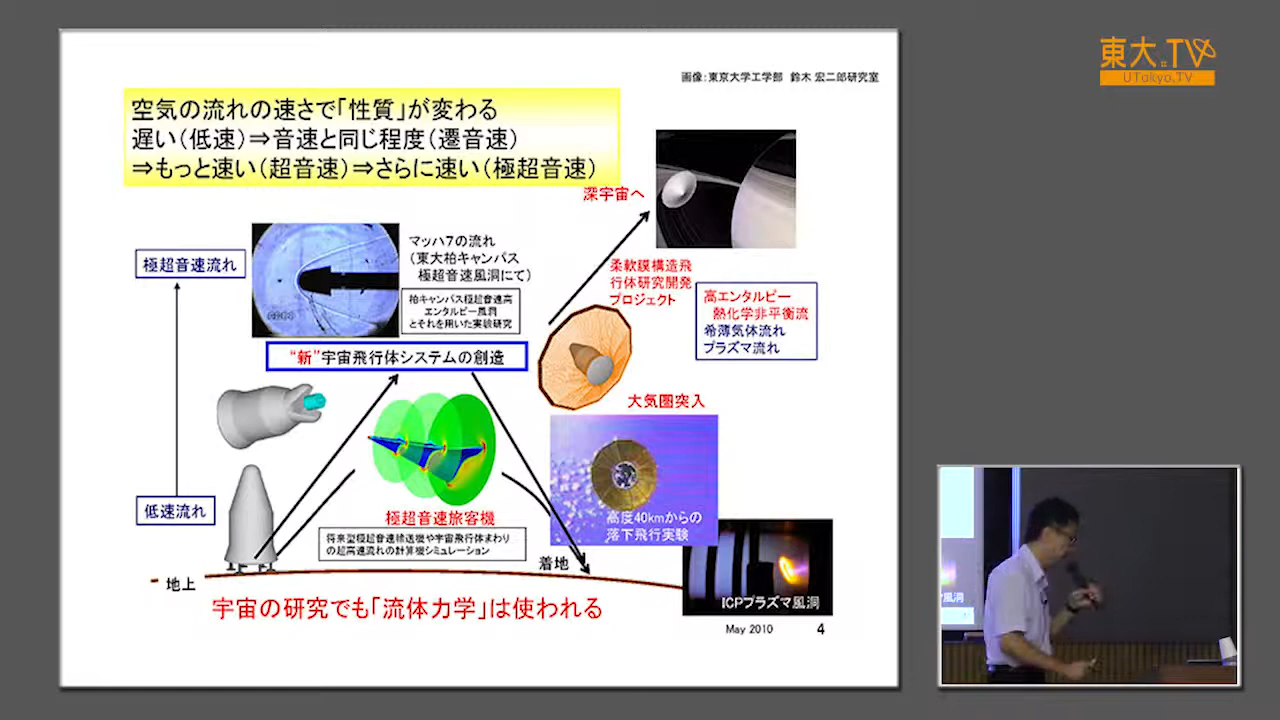 東大.TV
UTokyo.TV
画像:東京大学工学部 鈴木 宏二郎研究室
空気の流れの速さで「性質」が変わる
遅い(低速)⇒音速と同じ程度(遷音速)
⇒もっと速い(超音速)⇒さらに速い(極超音速)
深宇宙へ
極超音速流れ
マッハ7の流れ
(東大柏キャンパス
極超音速風洞にて)
柏キャンパス極超音速高
エンタルピー風洞
とそれを用いた実験研究
柔軟膜構造飛
行体研究開発
プロジェクト
高エンタルピー
熱化学非平衡流
希薄気体流れ
プラズマ流れ
“新”宇宙飛行体システムの創造
大気圏突入
低速流れ
極超音速旅客機
高度40kmからの
落下飛行実験
将来型極超音速輸送機や宇宙飛行体まわり
の超高速流れの計算機シミュレーション
着地
地上
ICPプラズマ風洞
宇宙の研究でも「流体力学」は使われる
May 2010
4
風洞